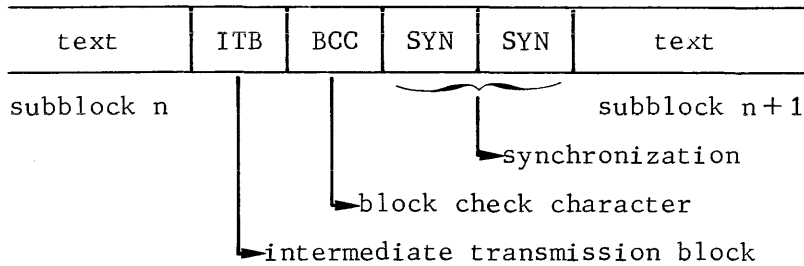 text ITB BCC SYN SYN text
subblock n subblock n+1
synchronization
block check character
intermediate transmission block